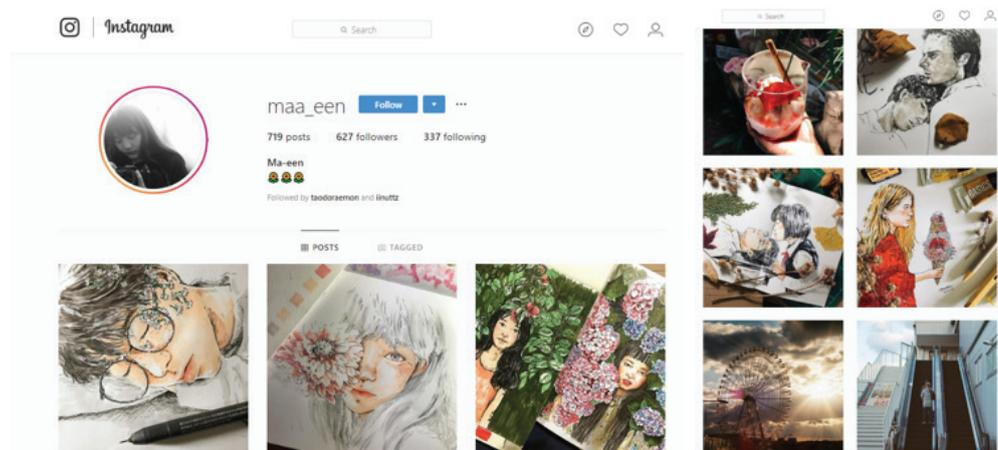 Instagram
Search
maa_een Follow
719 posts 627 followers 337 following
Ma-een
Followed by taodoraemon and iinuttz
POSTS TAGGED
Search